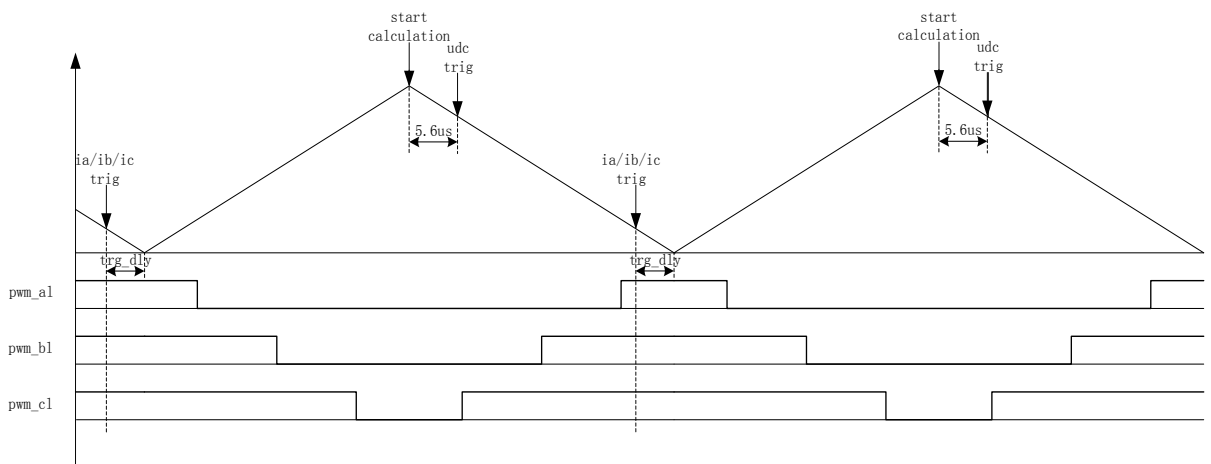 start
calculation
udc
trig
5.6us
ia/ib/ic
trig
trg_dly
start
calculation
udc
trig
5.6us
ia/ib/ic
trig
trg_dly
pwm_al
pwm_bl
pwm_cl